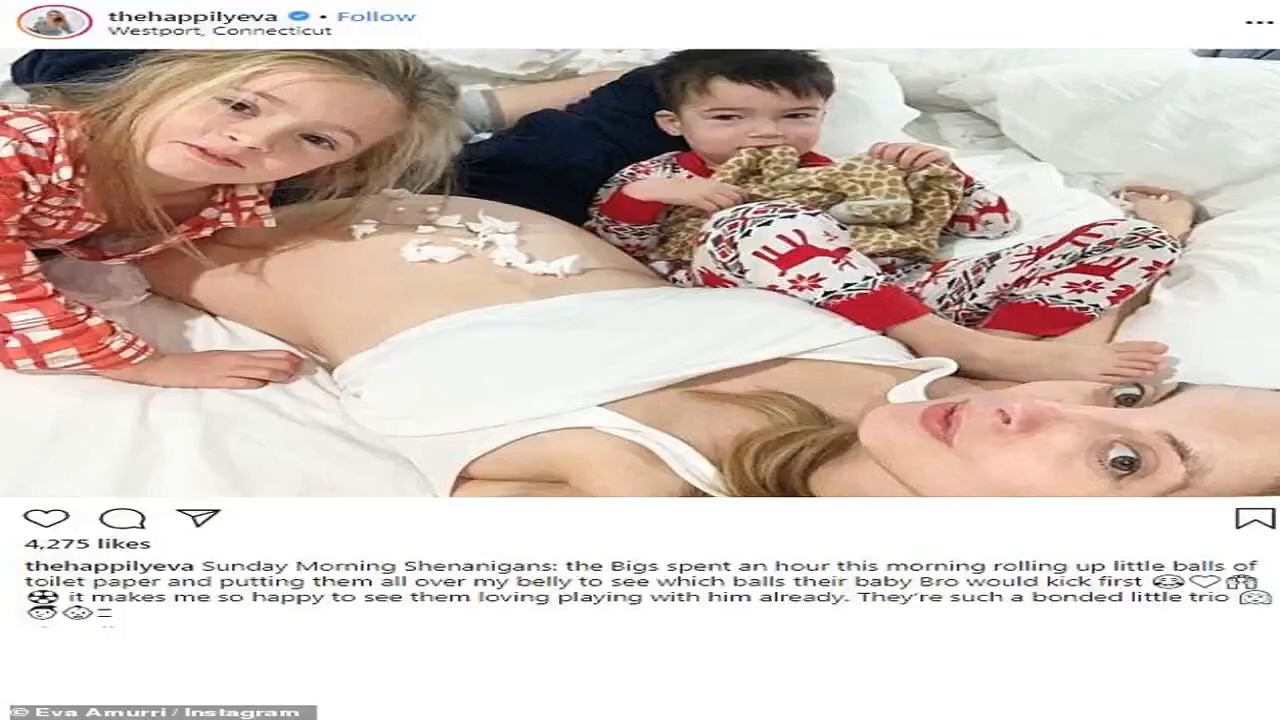 thehappilyeva • Follow
Westport, Connecticut
4,275 likes
thehappilyeva Sunday Morning Shenanigans: the Bigs spent an hour this morning rolling up little balls of
toilet paper and putting them all over my belly to see which balls their baby Bro would kick first
it makes me so happy to see them loving playing with him already. They're such a bonded little trio
© Eva Amurri / Instagram